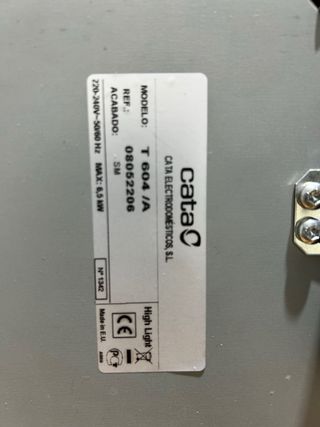 cata
CATA ELECTRODOMÉSTICOS, S.L.
MODELO: T 604 /A
REF.: 08052206
ACABADO: SM
220-240V~50/60 Hz MAX: 6,5 kW
Nº 1342
High Light
CE
Made in E.U.